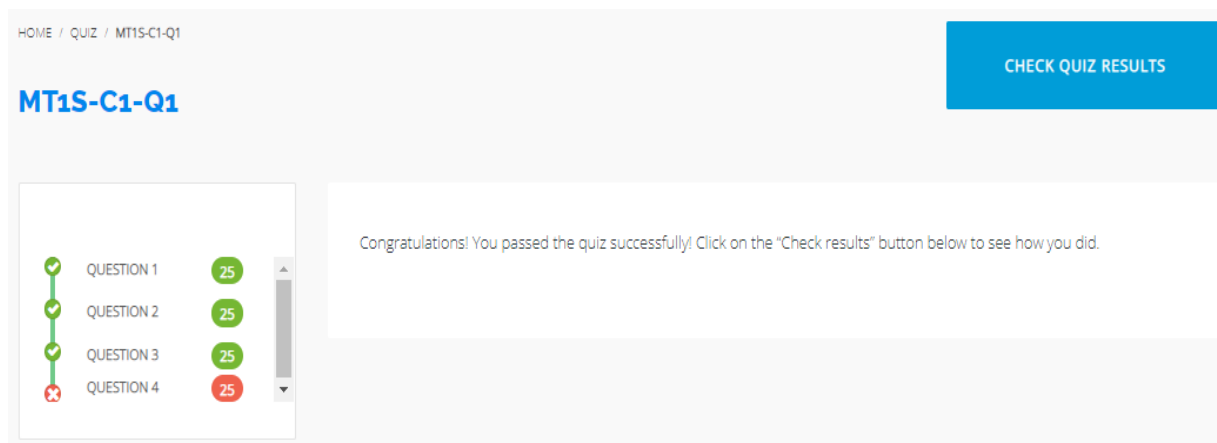 HOME / QUIZ / MT1S-C1-Q1
CHECK QUIZ RESULTS
MT1S-C1-Q1
Congratulations! You passed the quiz successfully! Click on the “Check results” button below to see how you did.
QUESTION 1 25
QUESTION 2 25
QUESTION 3 25
QUESTION 4 25